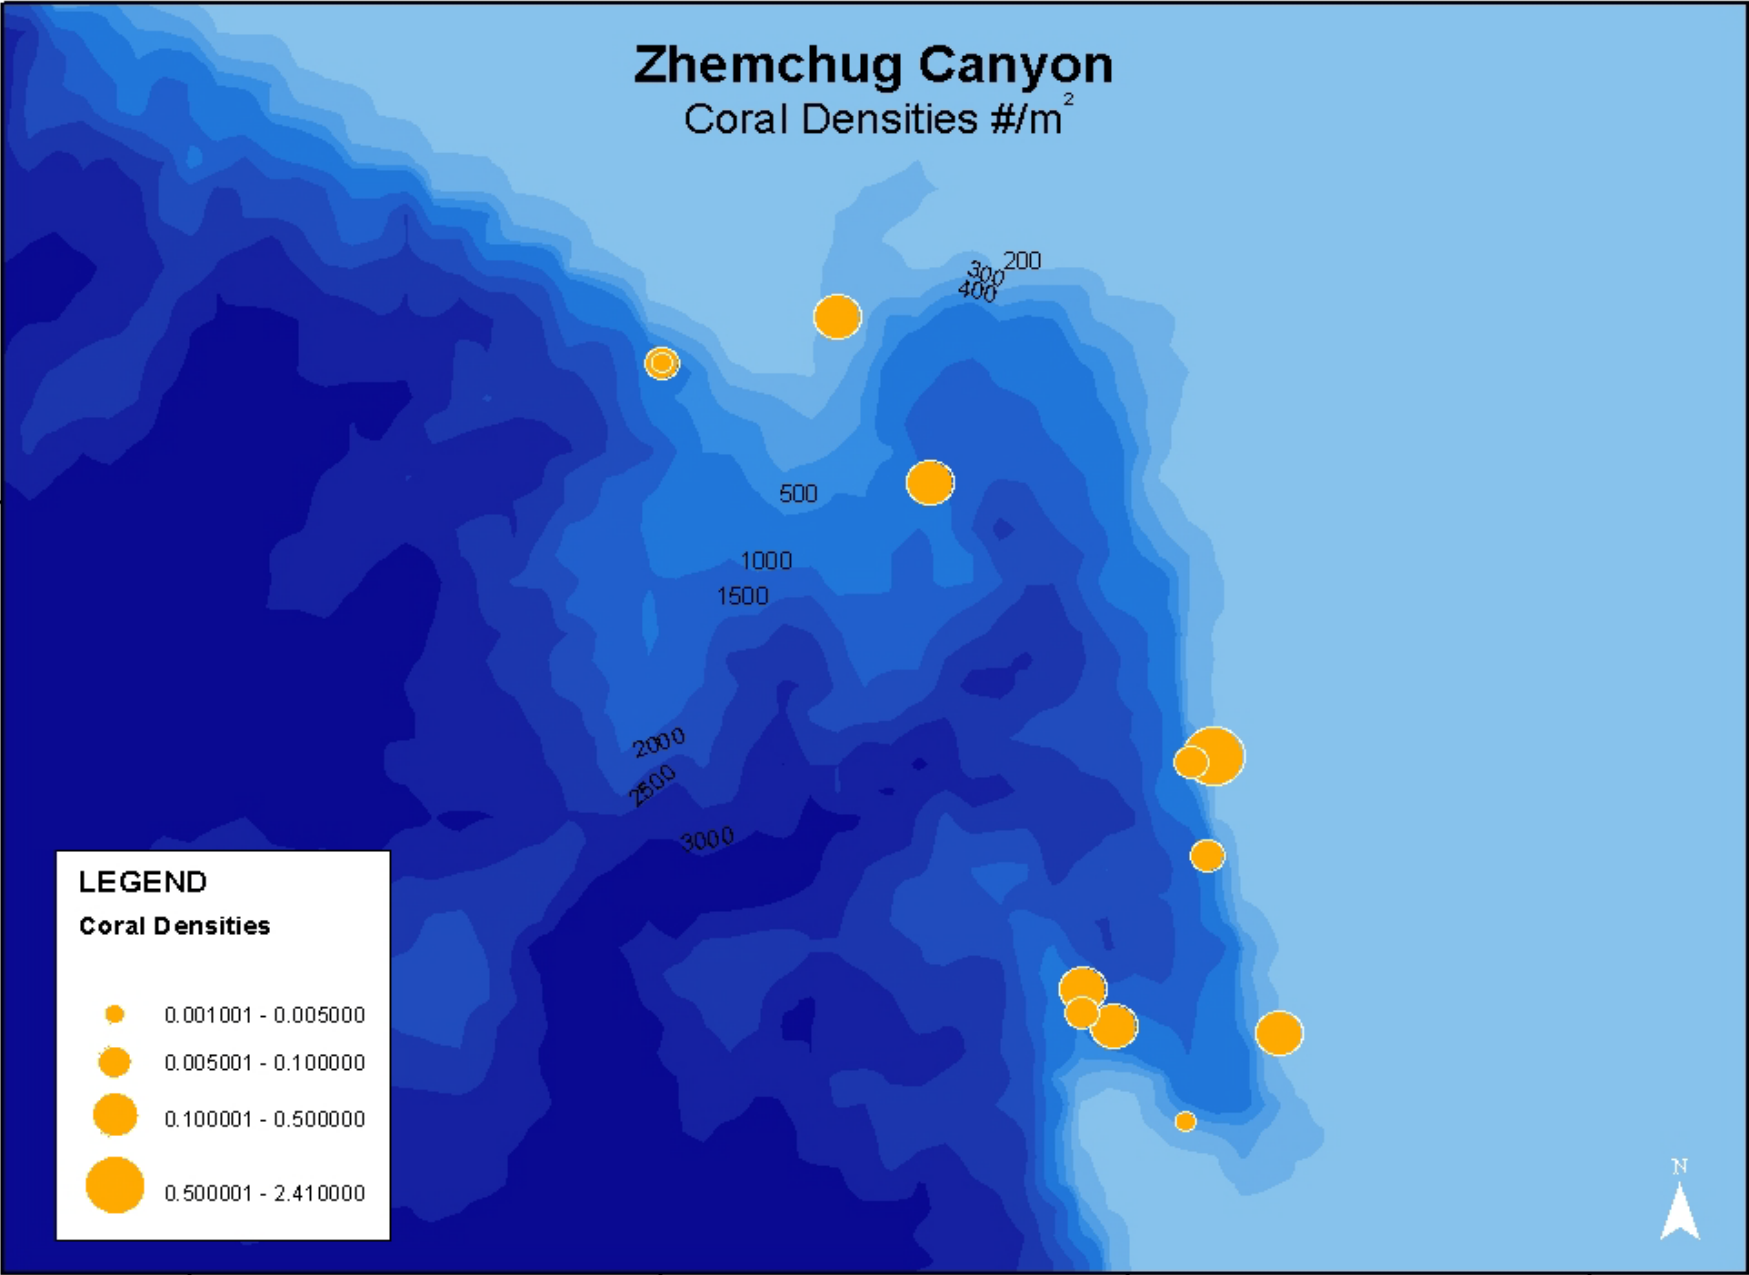 Zhemchug Canyon
Coral Densities #/m²
200
300
400
500
1000
1500
2000
2500
3000
LEGEND
Coral Densities
0.001001 - 0.005000
0.005001 - 0.100000
0.100001 - 0.500000
0.500001 - 2.410000
N